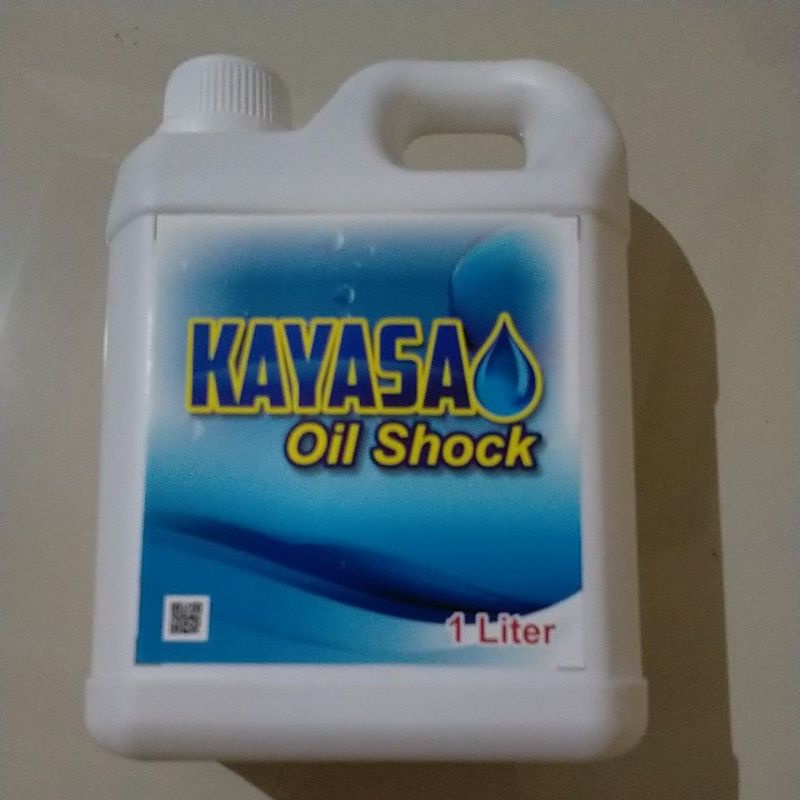 KAYASA
Oil Shock
1 Liter